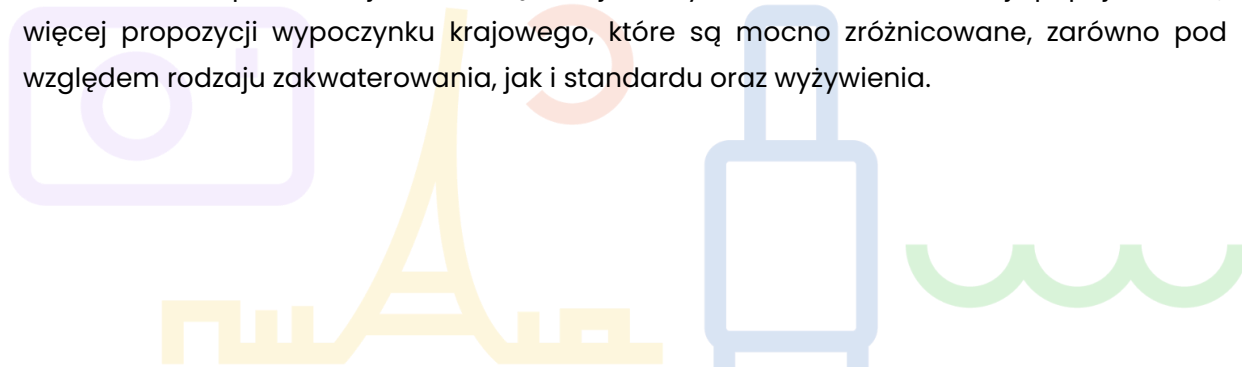 więcej propozycji wypoczynku krajowego, które są mocno zróżnicowane, zarówno pod
względem rodzaju zakwaterowania, jak i standardu oraz wyżywienia.